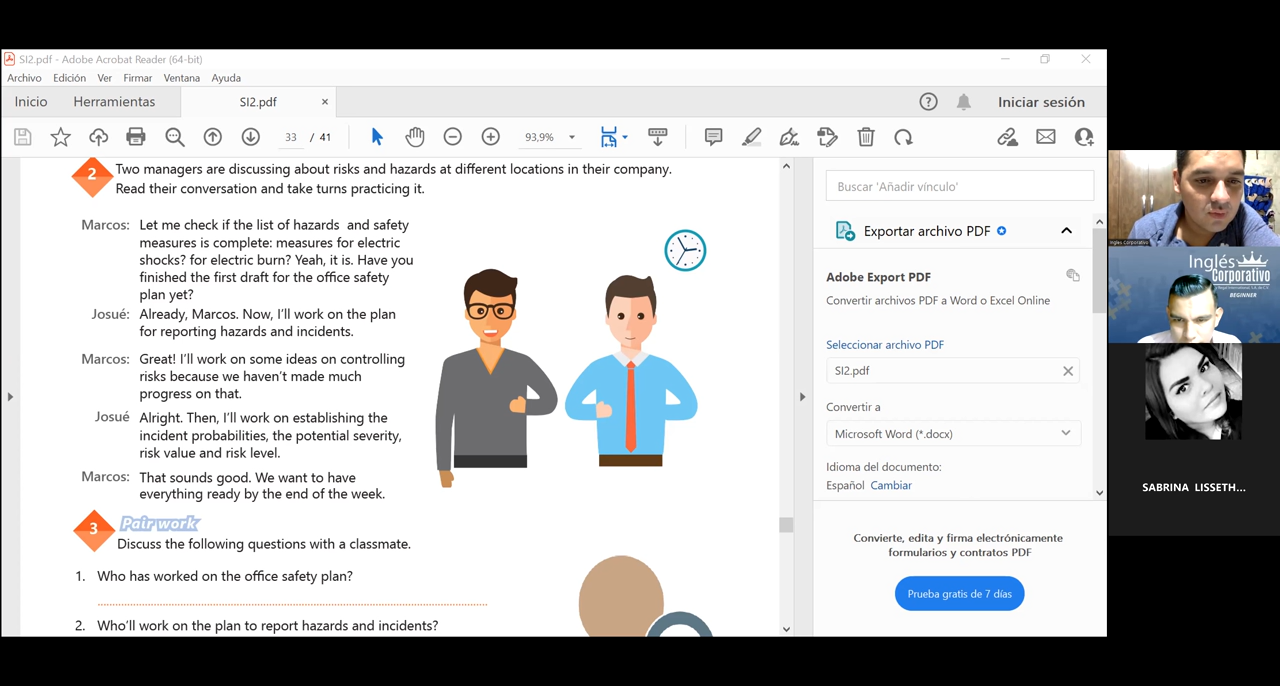 SI2.pdf - Adobe Acrobat Reader (64-bit)
Archivo Edición Ver Firmar Ventana Ayuda
Inicio Herramientas SI2.pdf × Iniciar sesión
33 / 41 93,9%
2 Two managers are discussing about risks and hazards at different locations in their company.
Read their conversation and take turns practicing it.
Marcos: Let me check if the list of hazards and safety
measures is complete: measures for electric
shocks? for electric burn? Yeah, it is. Have you
finished the first draft for the office safety
plan yet?
Josué: Already, Marcos. Now, I'll work on the plan
for reporting hazards and incidents.
Marcos: Great! I'll work on some ideas on controlling
risks because we haven't made much
progress on that.
Josué Alright. Then, I'll work on establishing the
incident probabilities, the potential severity,
risk value and risk level.
Marcos: That sounds good. We want to have
everything ready by the end of the week.
3 Pair work
Discuss the following questions with a classmate.
1. Who has worked on the office safety plan?
2. Who'll work on the plan to report hazards and incidents?
Buscar 'Añadir vínculo'
Exportar archivo PDF
Adobe Export PDF
Convertir archivos PDF a Word o Excel Online
Seleccionar archivo PDF
SI2.pdf
Convertir a
Microsoft Word (*.docx)
Idioma del documento:
Español Cambiar
Convierte, edita y firma electrónicamente
formularios y contratos PDF
Prueba gratis de 7 días
Ingles Corporativo
Inglés
Corporativo
BEGINNER
SABRINA LISSETH...